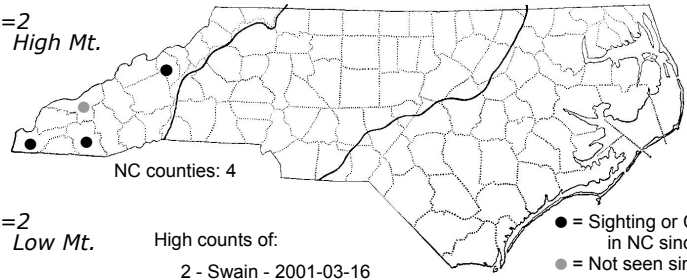 =2
High Mt.
NC counties: 4
=2
Low Mt.
High counts of:
2 - Swain - 2001-03-16
● = Sighting or
in NC sinc
● = Not seen sin